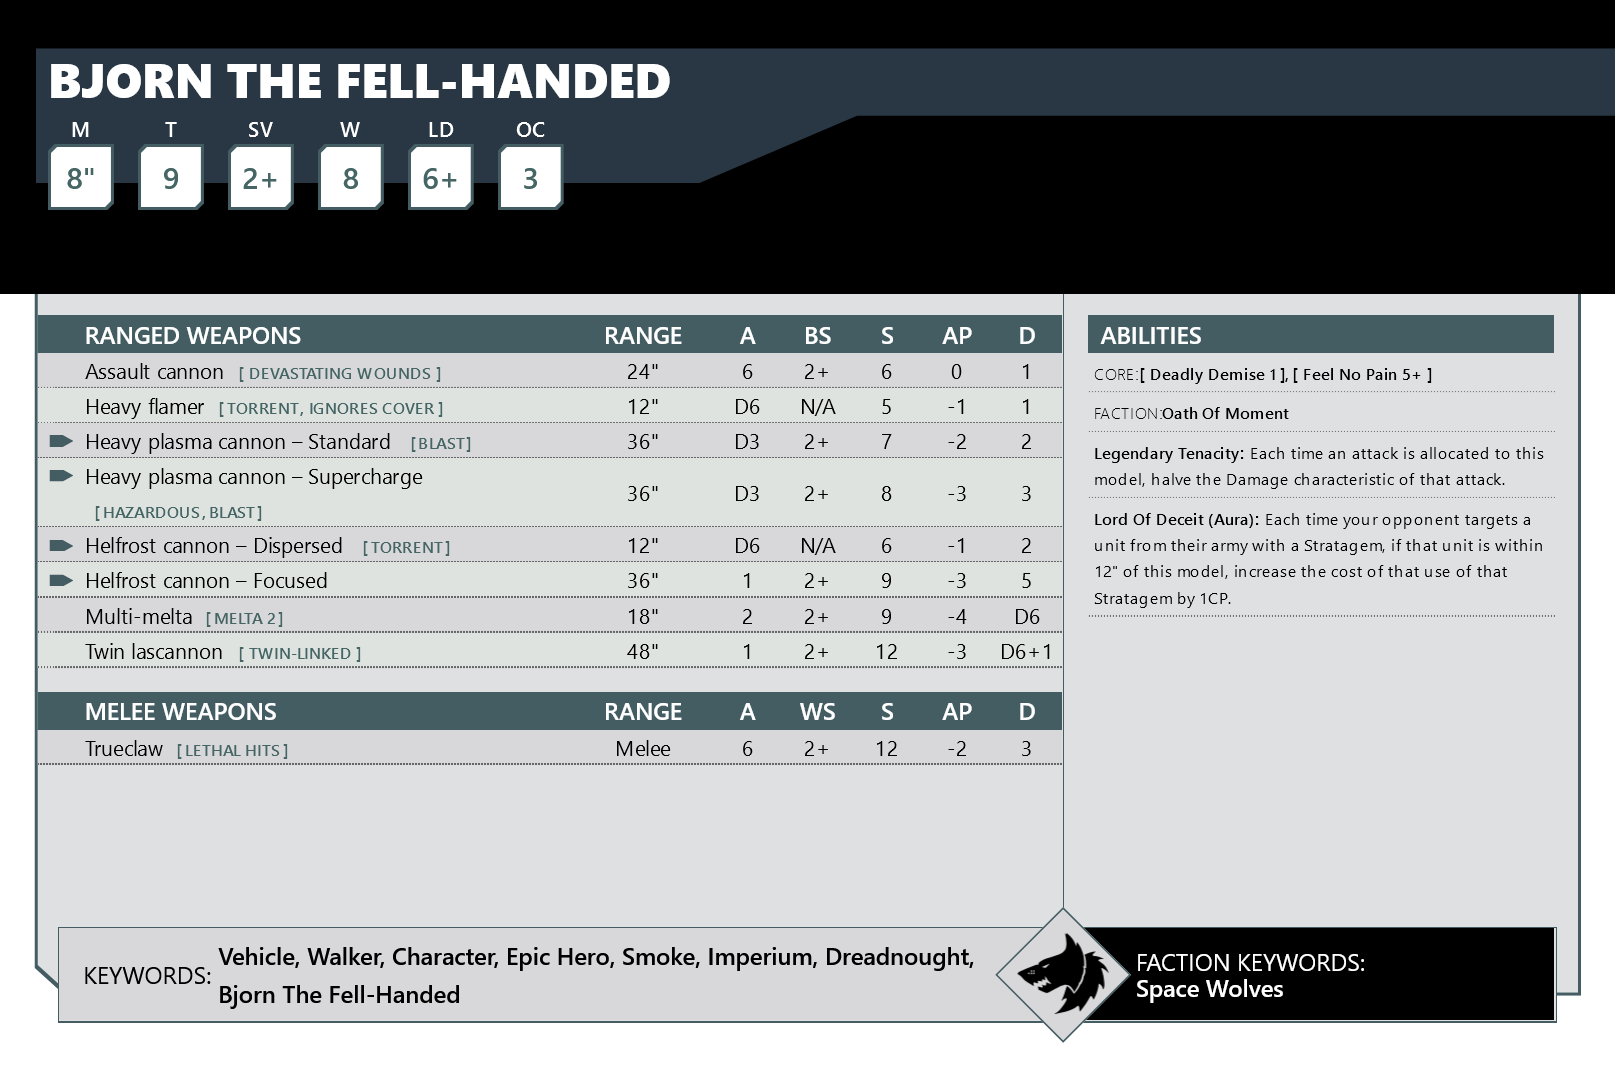 BJORN THE FELL-HANDED
M T SV W LD OC
8" 9 2+ 8 6+ 3
RANGED WEAPONS RANGE A BS S AP D
Assault cannon [ DEVASTATING WOUNDS ] 24" 6 2+ 6 0 1
Heavy flamer [ TORRENT, IGNORES COVER ] 12" D6 N/A 5 -1 1
Heavy plasma cannon – Standard [ BLAST] 36" D3 2+ 7 -2 2
Heavy plasma cannon – Supercharge
[ HAZARDOUS, BLAST] 36" D3 2+ 8 -3 3
Helfrost cannon – Dispersed [ TORRENT ] 12" D6 N/A 6 -1 2
Helfrost cannon – Focused 36" 1 2+ 9 -3 5
Multi-melta [ MELTA 2] 18" 2 2+ 9 -4 D6
Twin lascannon [ TWIN-LINKED ] 48" 1 2+ 12 -3 D6+1
MELEE WEAPONS RANGE A WS S AP D
Trueclaw [ LETHAL HITS ] Melee 6 2+ 12 -2 3
ABILITIES
CORE:[ Deadly Demise 1 ], [ Feel No Pain 5+ ]
FACTION:Oath Of Moment
Legendary Tenacity: Each time an attack is allocated to this
model, halve the Damage characteristic of that attack.
Lord Of Deceit (Aura): Each time your opponent targets a
unit from their army with a Stratagem, if that unit is within
12" of this model, increase the cost of that use of that
Stratagem by 1CP.
KEYWORDS: Vehicle, Walker, Character, Epic Hero, Smoke, Imperium, Dreadnought,
Bjorn The Fell-Handed
FACTION KEYWORDS:
Space Wolves